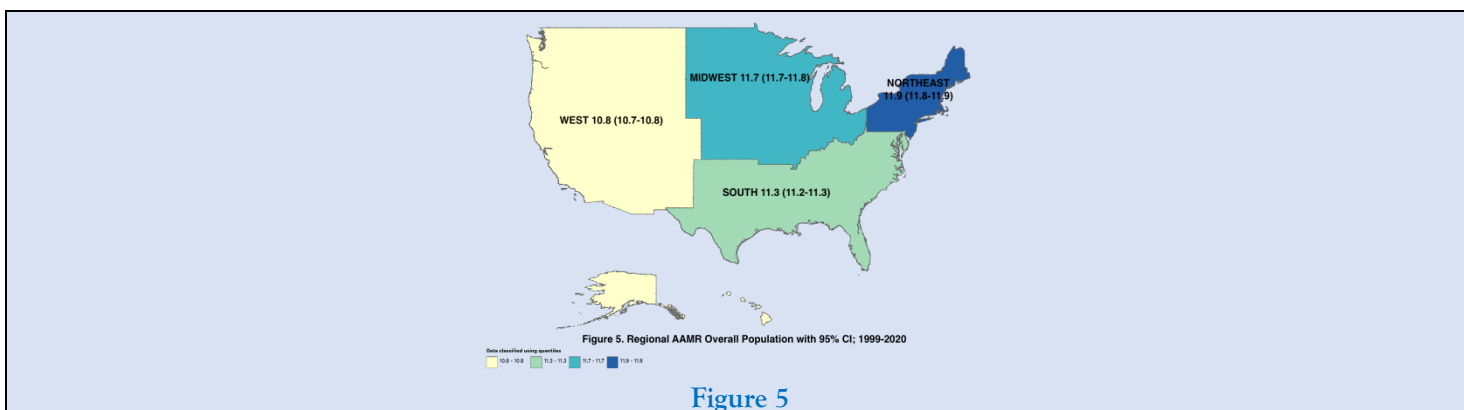 MIDWEST 11.7 (11.7-11.8)
NORTHEAST
11.9 (11.8-11.9)
WEST 10.8 (10.7-10.8)
SOUTH 11.3 (11.2-11.3)
Figure 5. Regional AAMR Overall Population with 95% CI; 1999-2020
Data classified using quantiles
10.8 - 10.8 11.3 - 11.3 11.7 - 11.7 11.9 - 11.9
Figure 5